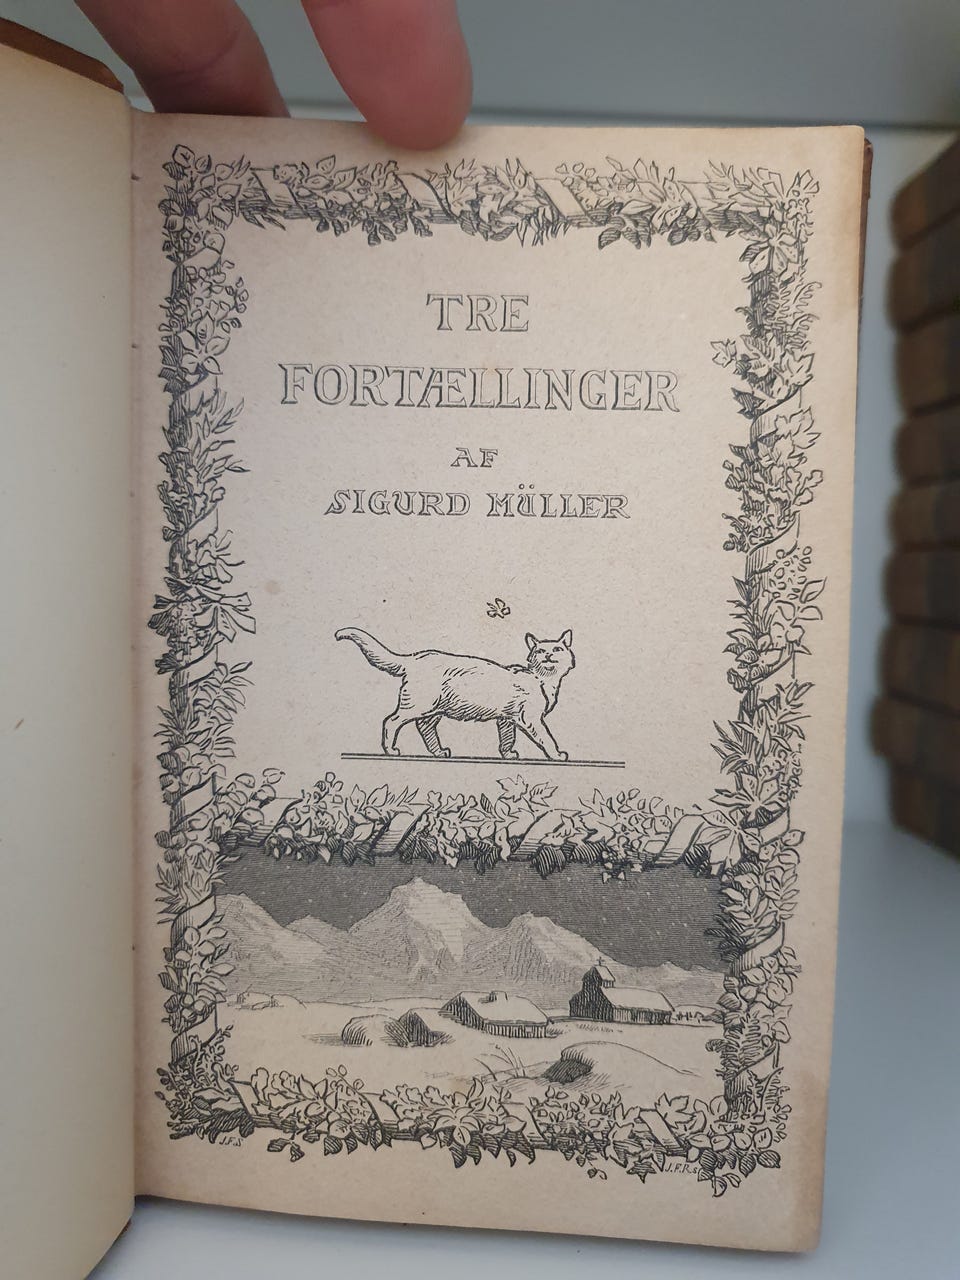 TRE
FORTÆLLINGER
AF
SIGURD MÜLLER
J.F.S
J.F.R.s